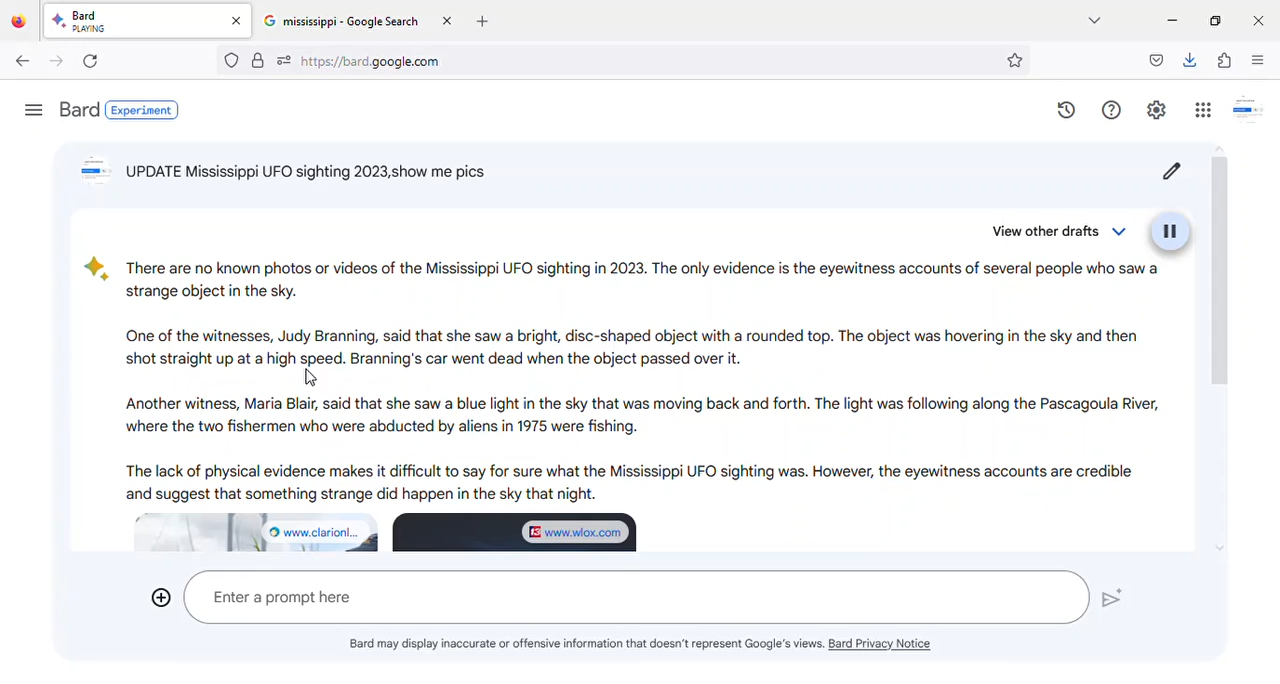 Bard
PLAYING
mississippi - Google Search
https://bard.google.com
Bard Experiment
UPDATE Mississippi UFO sighting 2023,show me pics
View other drafts
There are no known photos or videos of the Mississippi UFO sighting in 2023. The only evidence is the eyewitness accounts of several people who saw a
strange object in the sky.
One of the witnesses, Judy Branning, said that she saw a bright, disc-shaped object with a rounded top. The object was hovering in the sky and then
shot straight up at a high speed. Branning's car went dead when the object passed over it.
Another witness, Maria Blair, said that she saw a blue light in the sky that was moving back and forth. The light was following along the Pascagoula River,
where the two fishermen who were abducted by aliens in 1975 were fishing.
The lack of physical evidence makes it difficult to say for sure what the Mississippi UFO sighting was. However, the eyewitness accounts are credible
and suggest that something strange did happen in the sky that night.
www.clarionl...
www.wlox.com
Enter a prompt here
Bard may display inaccurate or offensive information that doesn't represent Google's views. Bard Privacy Notice